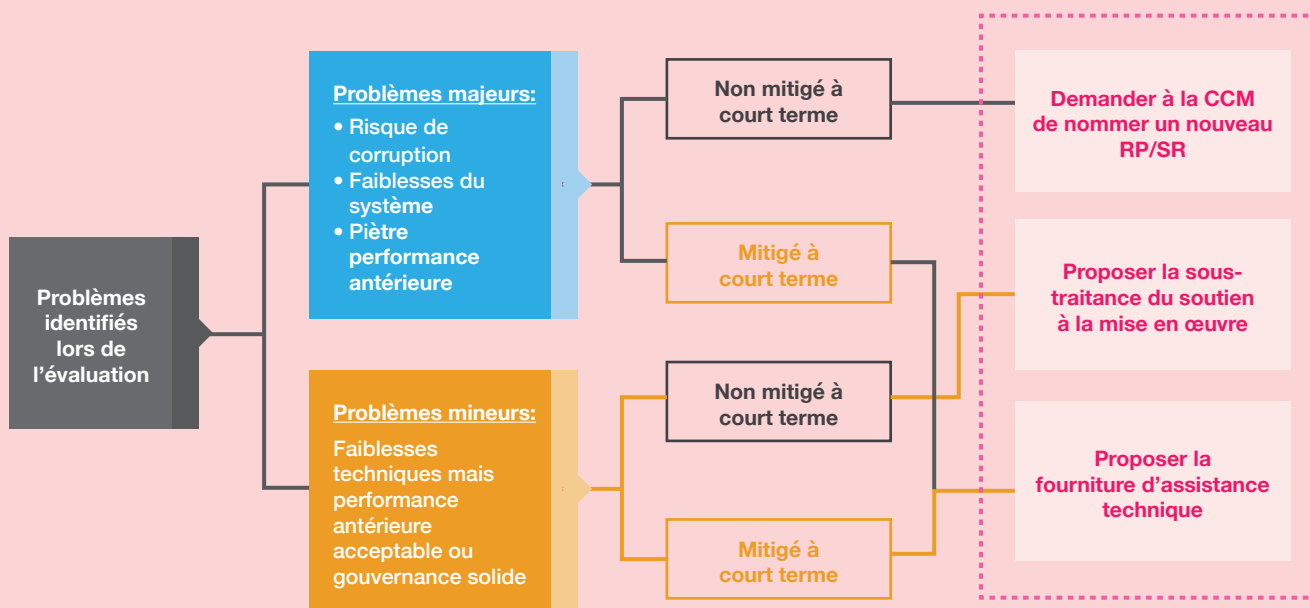 Problèmes
identifiés
lors de
l’évaluation
Problèmes majeurs:
• Risque de
corruption
• Faiblesses du
système
• Piètre
performance
antérieure
Problèmes mineurs:
Faiblesses
techniques mais
performance
antérieure
acceptable ou
gouvernance solide
Non mitigé à
court terme
Mitigé à
court terme
Non mitigé à
court terme
Mitigé à
court terme
Demander à la CCM
de nommer un nouveau
RP/SR
Proposer la sous-
traitance du soutien
à la mise en œuvre
Proposer la
fourniture d’assistance
technique